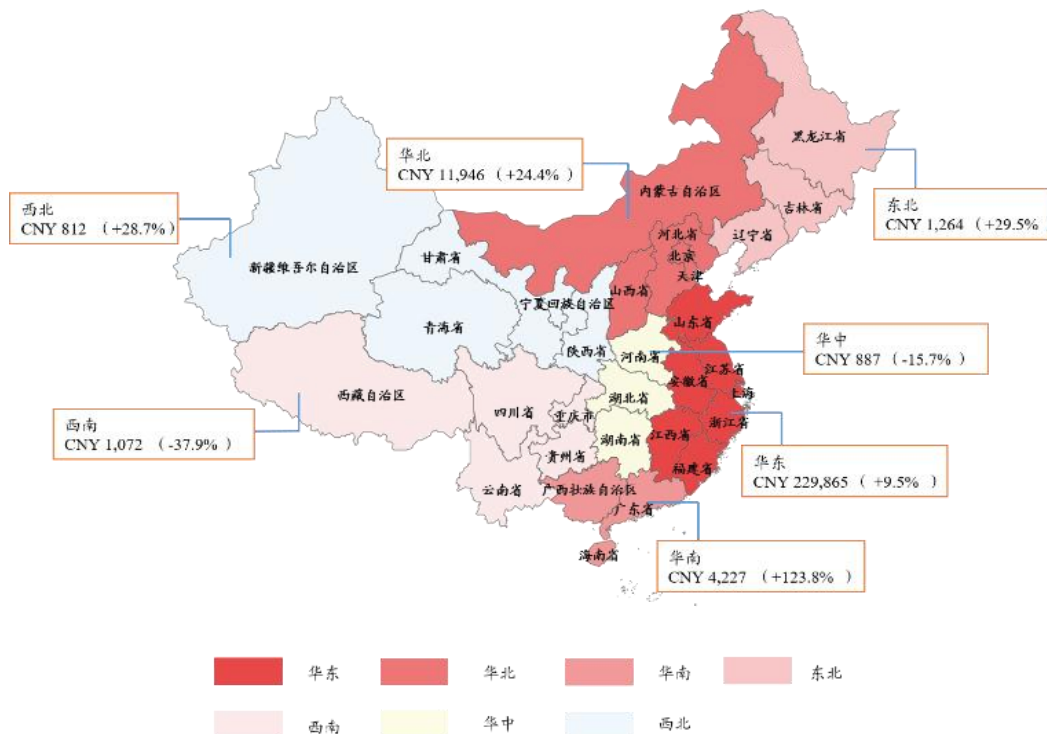 黑龙江省
华北
CNY 11,946 （+24.4%）
内蒙古自治区
吉林省
东北
CNY 1,264 （+29.5%）
西北
CNY 812 （+28.7%）
辽宁省
河北省
北京
天津
甘肃省
新疆维吾尔自治区
山西省
宁夏回族自治区
山东省
青海省
陕西省
河南省
华中
CNY 887 （-15.7%）
江苏省
安徽省
上海
西藏自治区
湖北省
四川省
重庆市
浙江省
西南
CNY 1,072 （-37.9%）
湖南省
江西省
贵州省
福建省
华东
CNY 229,865 （+9.5%）
云南省
广西壮族自治区
广东省
海南省
华南
CNY 4,227 （+123.8% ）
华东
华北
华南
东北
西南
华中
西北